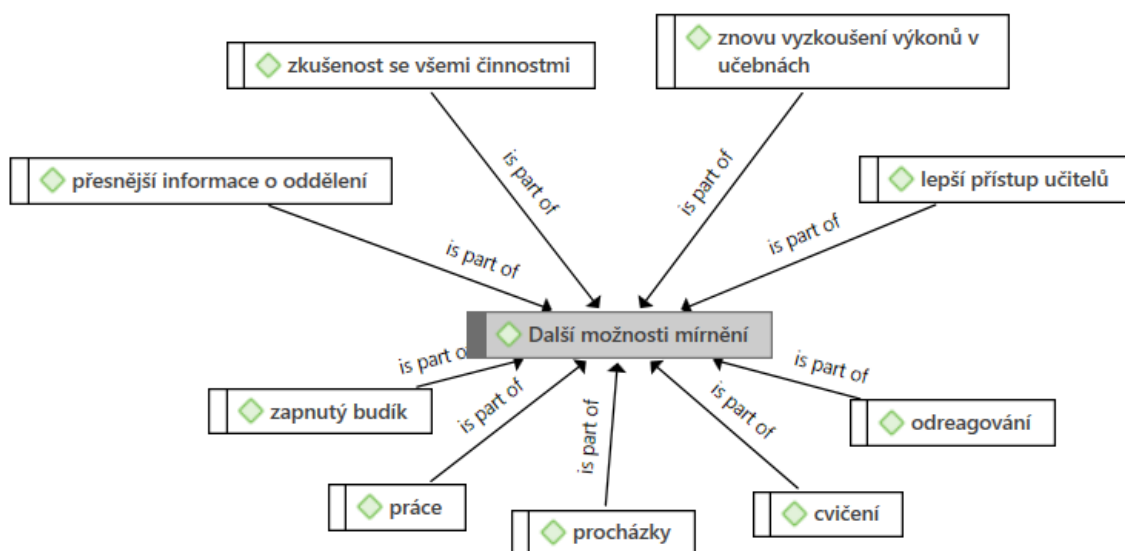 zkušenost se všemi činnostmi
znovu vyzkoušení výkonů v
učebnách
přesnější informace o oddělení
lepší přístup učitelů
is part of
is part of
is part of
is part of
Další možnosti mírnění
is part of
is part of
is part of
is part of
is part of
zapnutý budík
odreagování
práce
procházky
cvičení